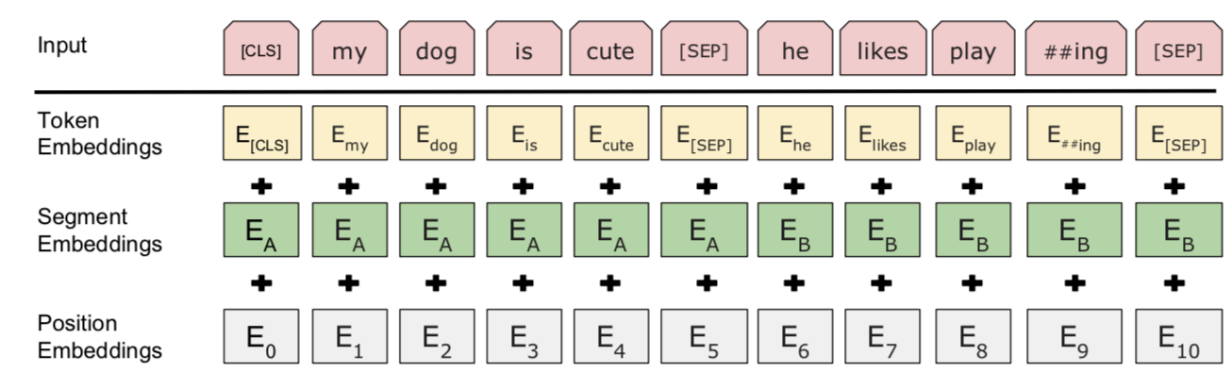 Input [CLS] my dog is cute [SEP] he likes play ##ing [SEP]
Token
Embeddings
E[CLS] Emy Edog Eis Ecute E[SEP] Ehe Elikes Eplay E##ing E[SEP]
+ + + + + + + + + + +
Segment
Embeddings
EA EA EA EA EA EA EB EB EB EB EB
+ + + + + + + + + + +
Position
Embeddings
E0 E1 E2 E3 E4 E5 E6 E7 E8 E9 E10